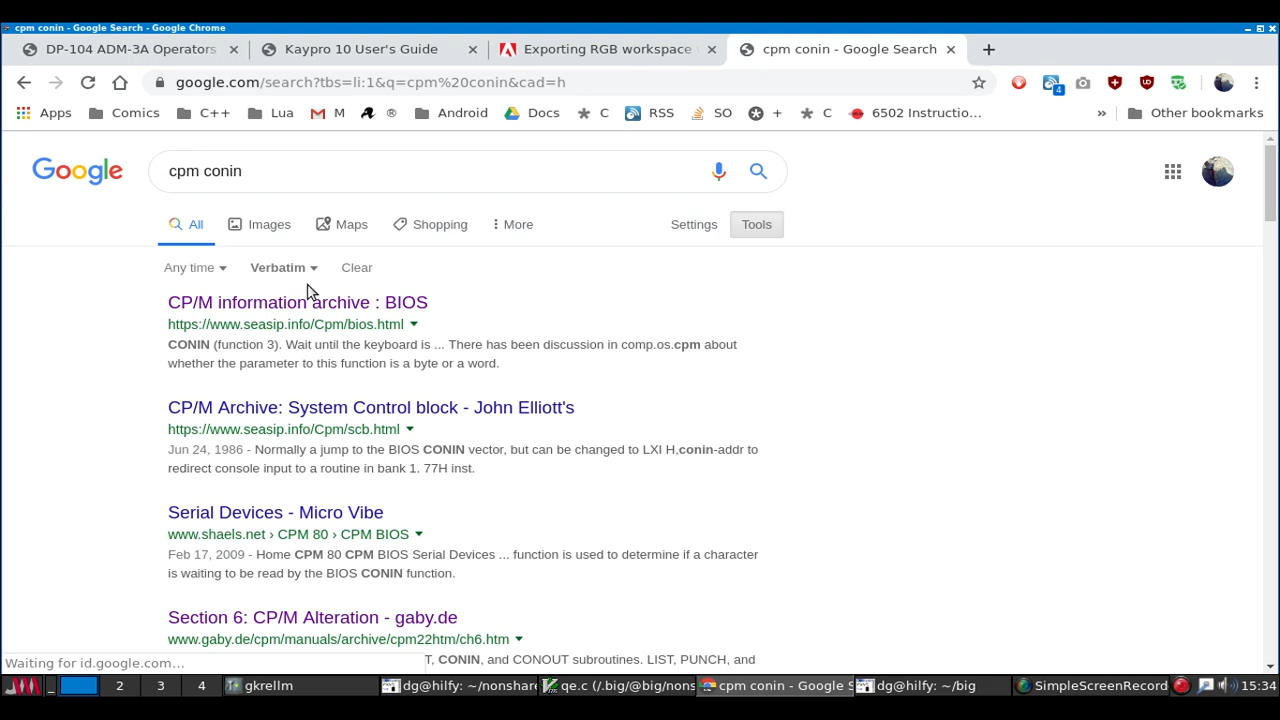 cpm conin - Google Search - Google Chrome
DP-104 ADM-3A Operators
Kaypro 10 User's Guide
Exporting RGB workspace
cpm conin - Google Search
google.com/search?tbs=li:1&q=cpm%20conin&cad=h
4
Apps Comics C++ Lua M ® Android Docs C RSS SO + C 6502 Instructio… » Other bookmarks
Google
cpm conin
All Images Maps Shopping More Settings Tools
Any time Verbatim Clear
CP/M information archive : BIOS
https://www.seasip.info/Cpm/bios.html
CONIN (function 3). Wait until the keyboard is ... There has been discussion in comp.os.cpm about
whether the parameter to this function is a byte or a word.
CP/M Archive: System Control block - John Elliott's
https://www.seasip.info/Cpm/scb.html
Jun 24, 1986 - Normally a jump to the BIOS CONIN vector, but can be changed to LXI H,conin-addr to
redirect console input to a routine in bank 1. 77H inst.
Serial Devices - Micro Vibe
www.shaels.net › CPM 80 › CPM BIOS
Feb 17, 2009 - Home CPM 80 CPM BIOS Serial Devices ... function is used to determine if a character
is waiting to be read by the BIOS CONIN function.
Section 6: CP/M Alteration - gaby.de
www.gaby.de/cpm/manuals/archive/cpm22htm/ch6.htm
T, CONIN, and CONOUT subroutines. LIST, PUNCH, and
Waiting for id.google.com…
2 3 4 gkrellm dg@hilfy: ~/nonshare qe.c (/.big/@big/nons cpm conin - Google S dg@hilfy: ~/big SimpleScreenRecord 15:34